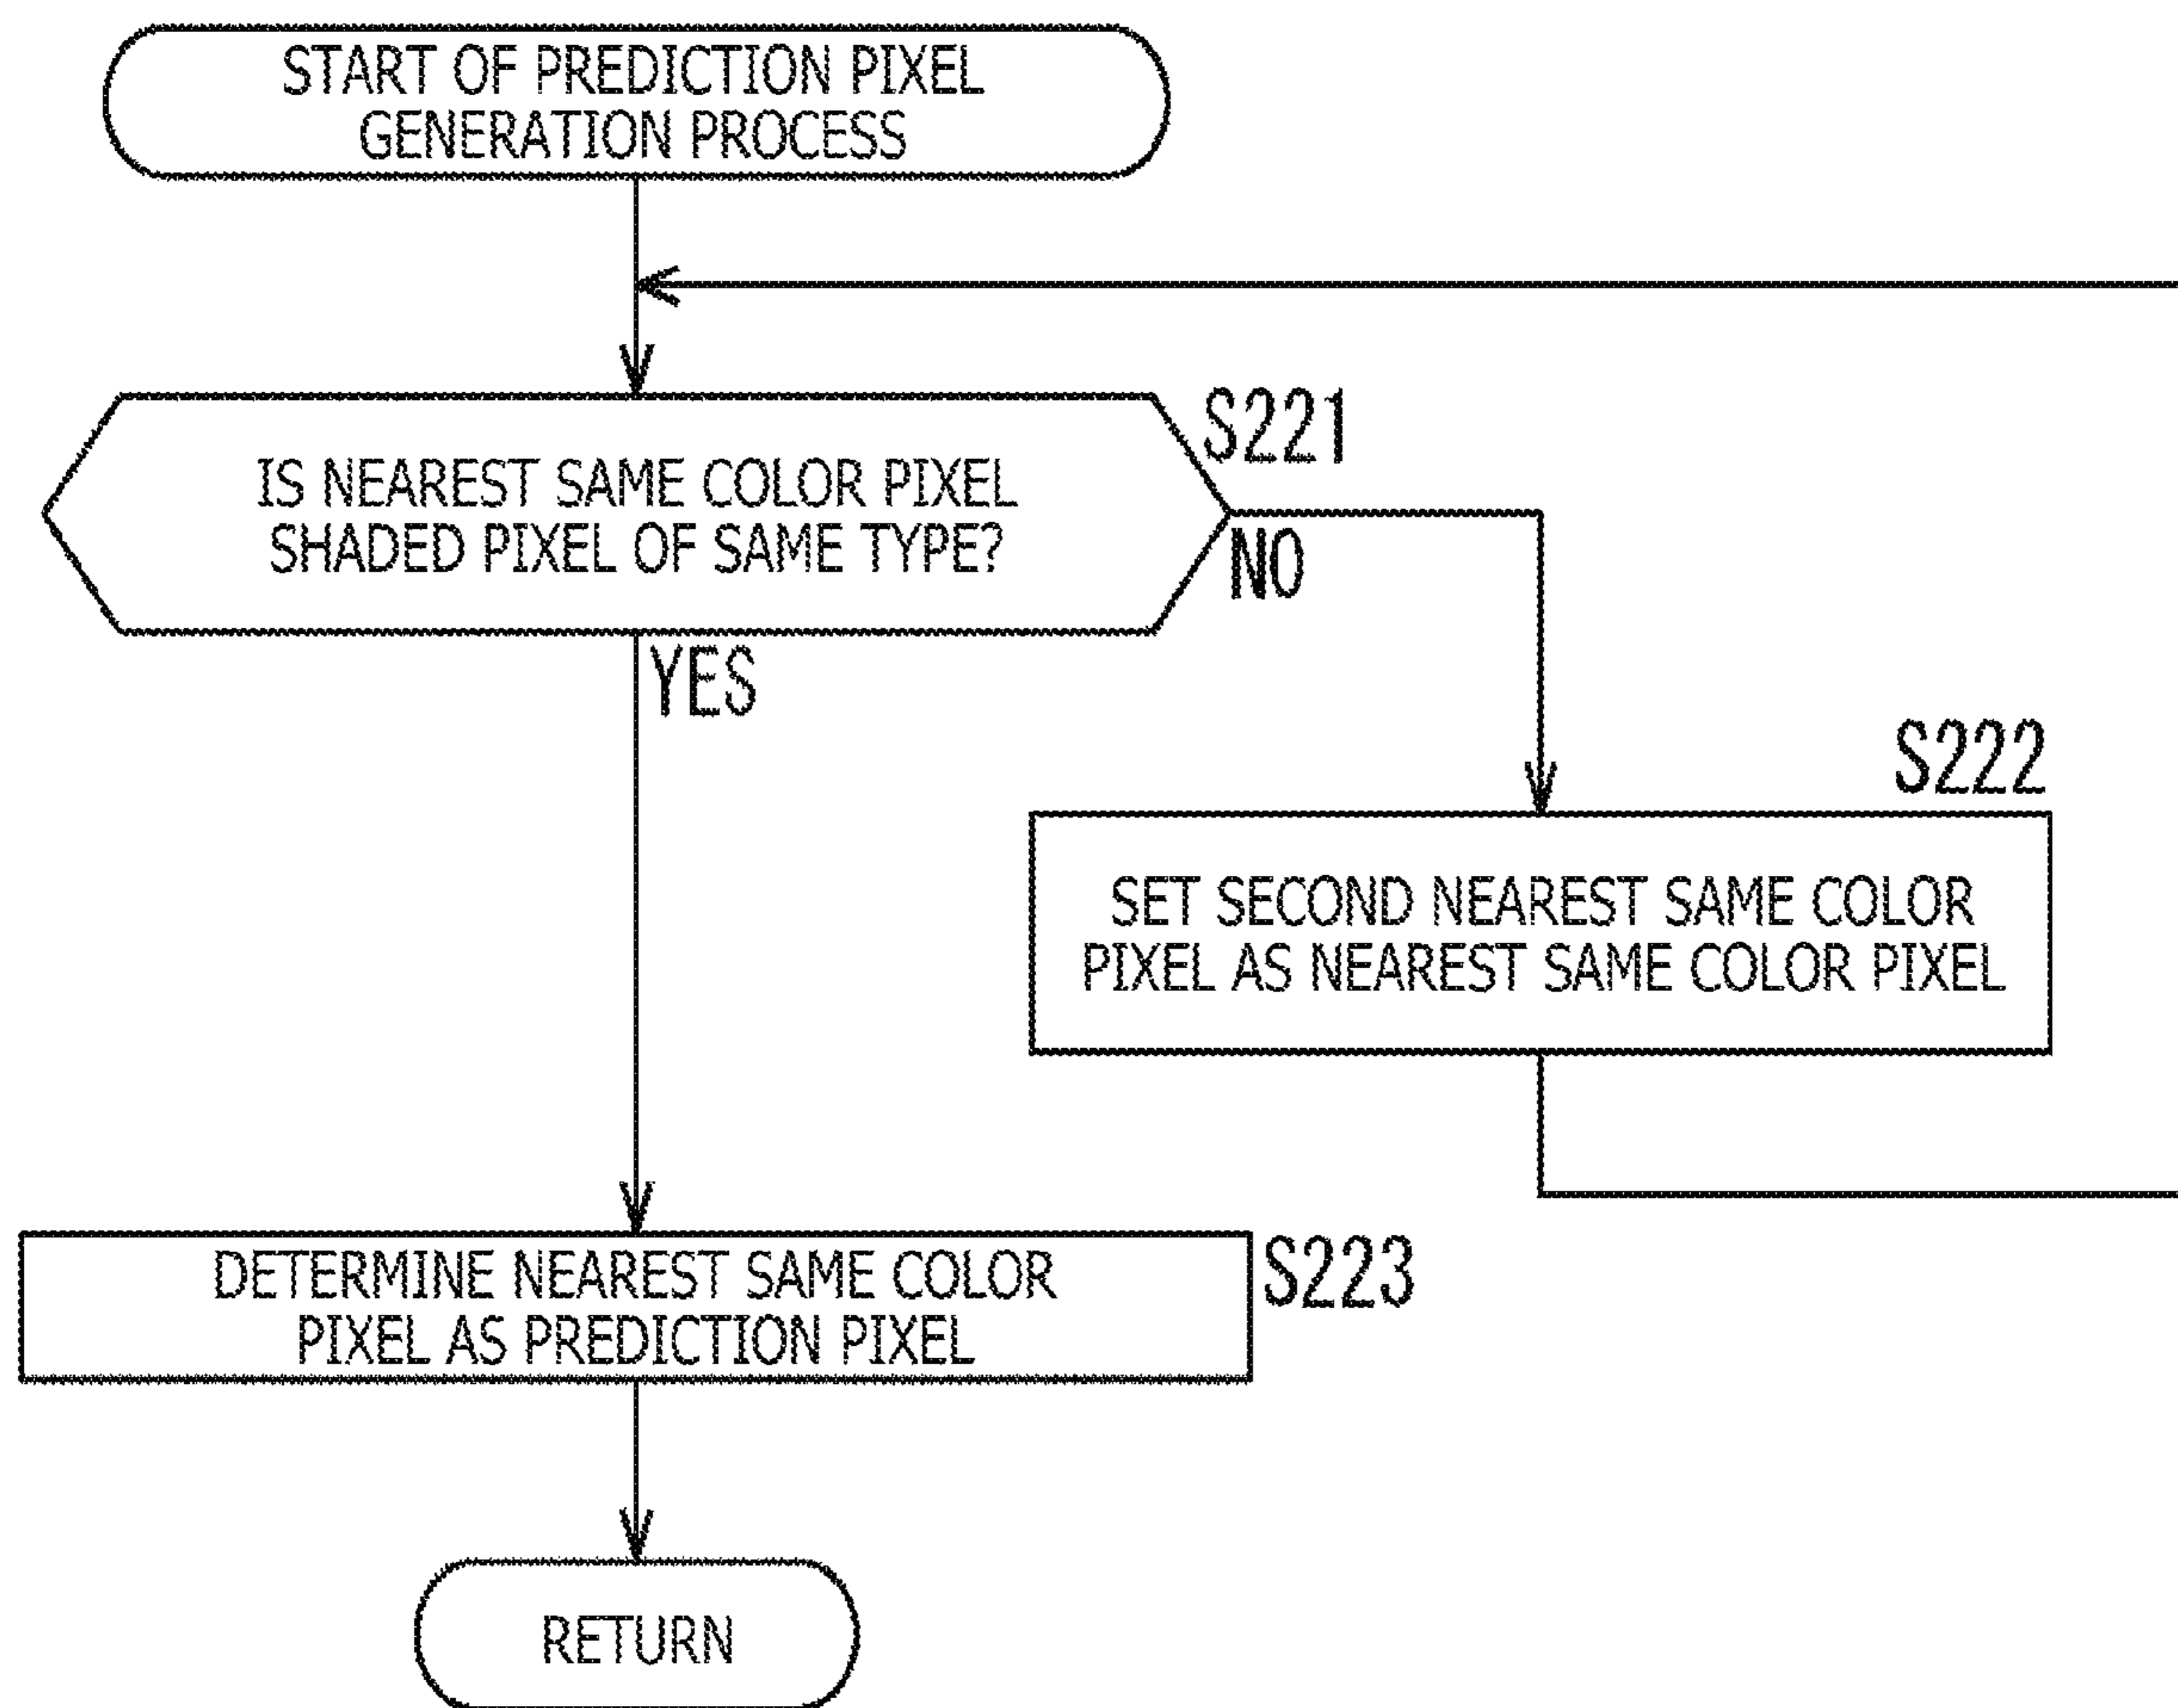 START OF PREDICTION PIXEL
GENERATION PROCESS
S221
IS NEAREST SAME COLOR PIXEL
SHADED PIXEL OF SAME TYPE?
NO
YES
S222
SET SECOND NEAREST SAME COLOR
PIXEL AS NEAREST SAME COLOR PIXEL
DETERMINE NEAREST SAME COLOR
PIXEL AS PREDICTION PIXEL
S223
RETURN